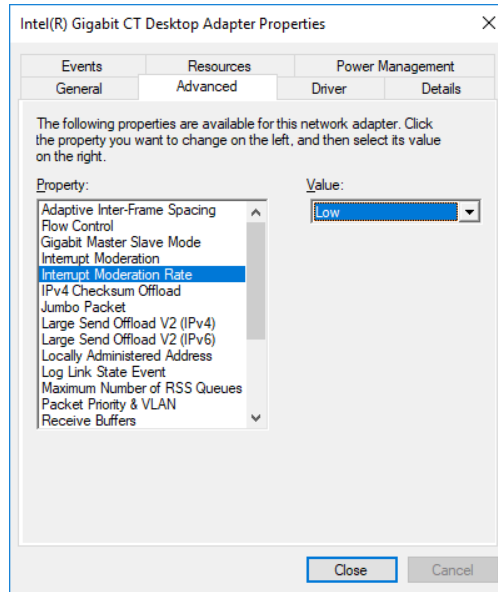 Intel(R) Gigabit CT Desktop Adapter Properties
Events Resources Power Management
General Advanced Driver Details
The following properties are available for this network adapter. Click
the property you want to change on the left, and then select its value
on the right.
Property: Value:
Adaptive Inter-Frame Spacing Low
Flow Control
Gigabit Master Slave Mode
Interrupt Moderation
Interrupt Moderation Rate
IPv4 Checksum Offload
Jumbo Packet
Large Send Offload V2 (IPv4)
Large Send Offload V2 (IPv6)
Locally Administered Address
Log Link State Event
Maximum Number of RSS Queues
Packet Priority & VLAN
Receive Buffers
Close Cancel